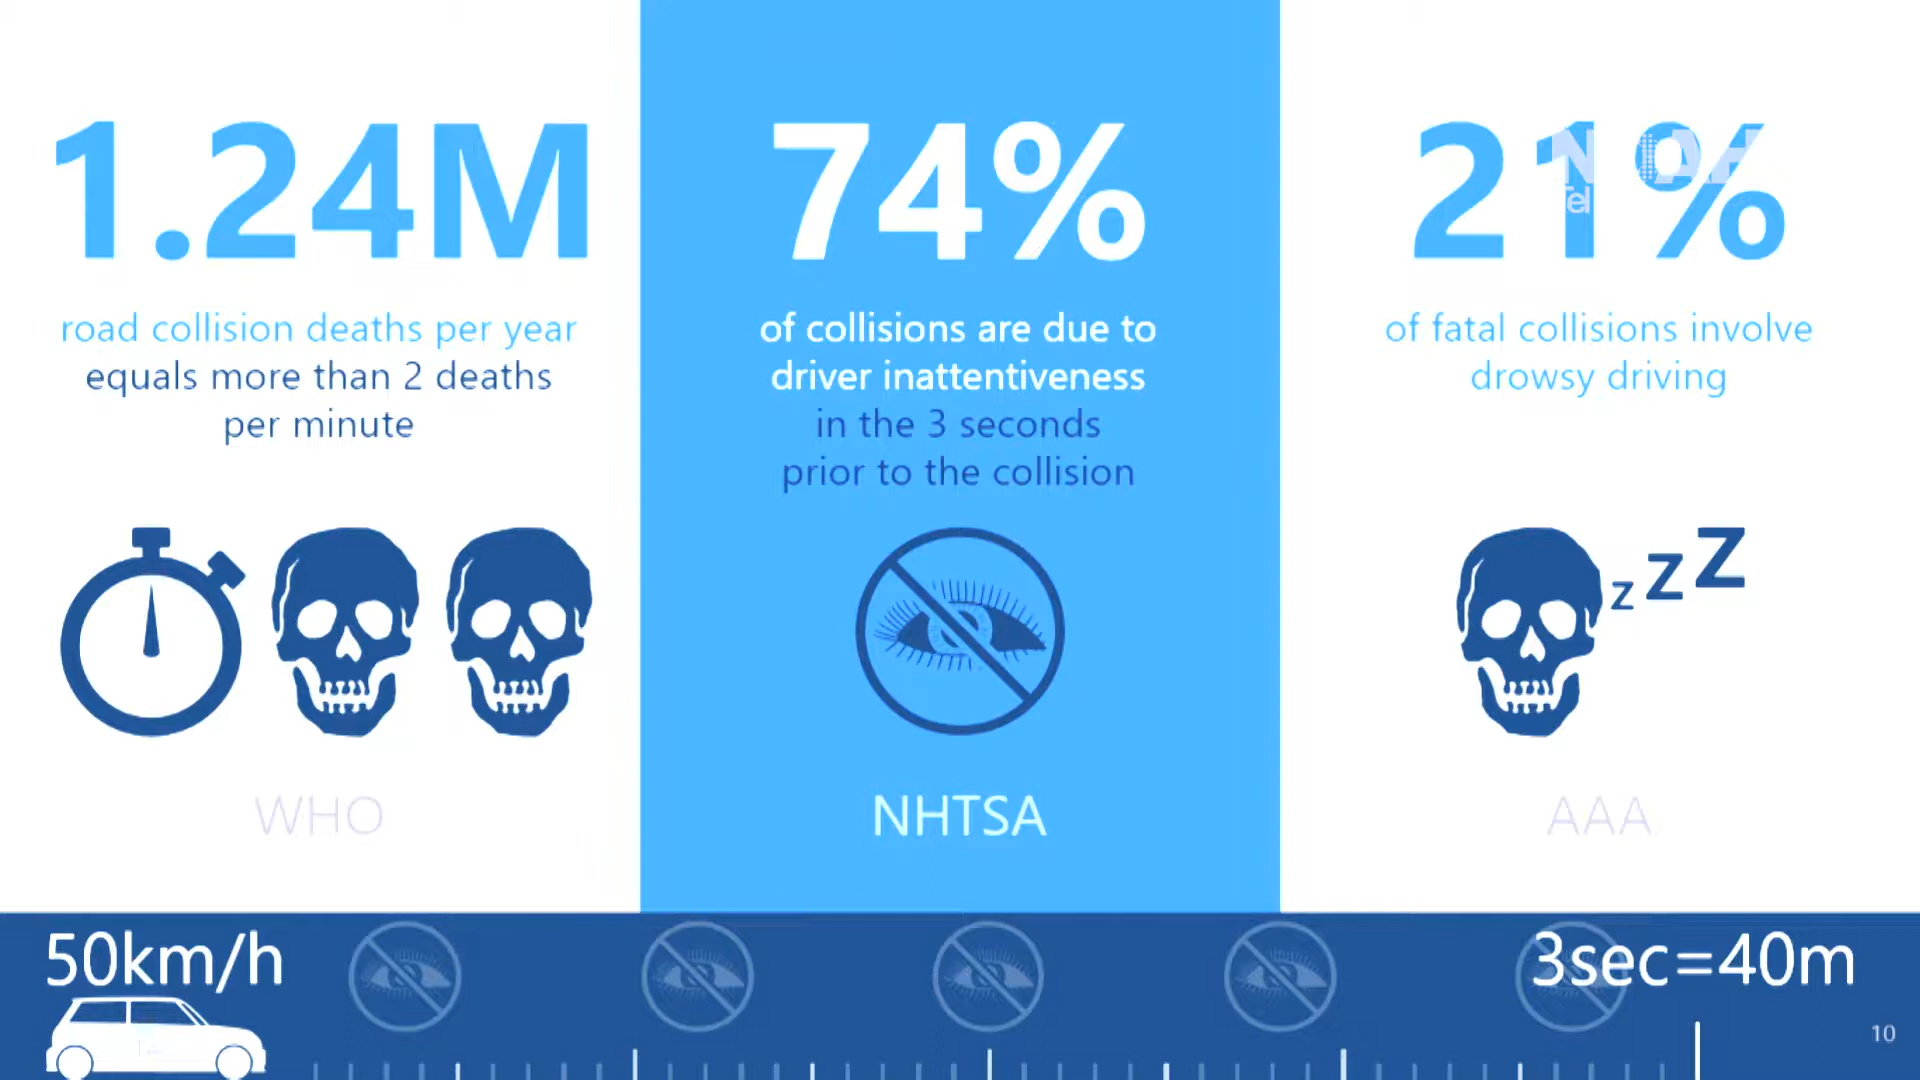 1.24M
road collision deaths per year
equals more than 2 deaths
per minute
WHO
74%
of collisions are due to
driver inattentiveness
in the 3 seconds
prior to the collision
NHTSA
21%
of fatal collisions involve
drowsy driving
z z Z
AAA
50km/h
3sec=40m
10